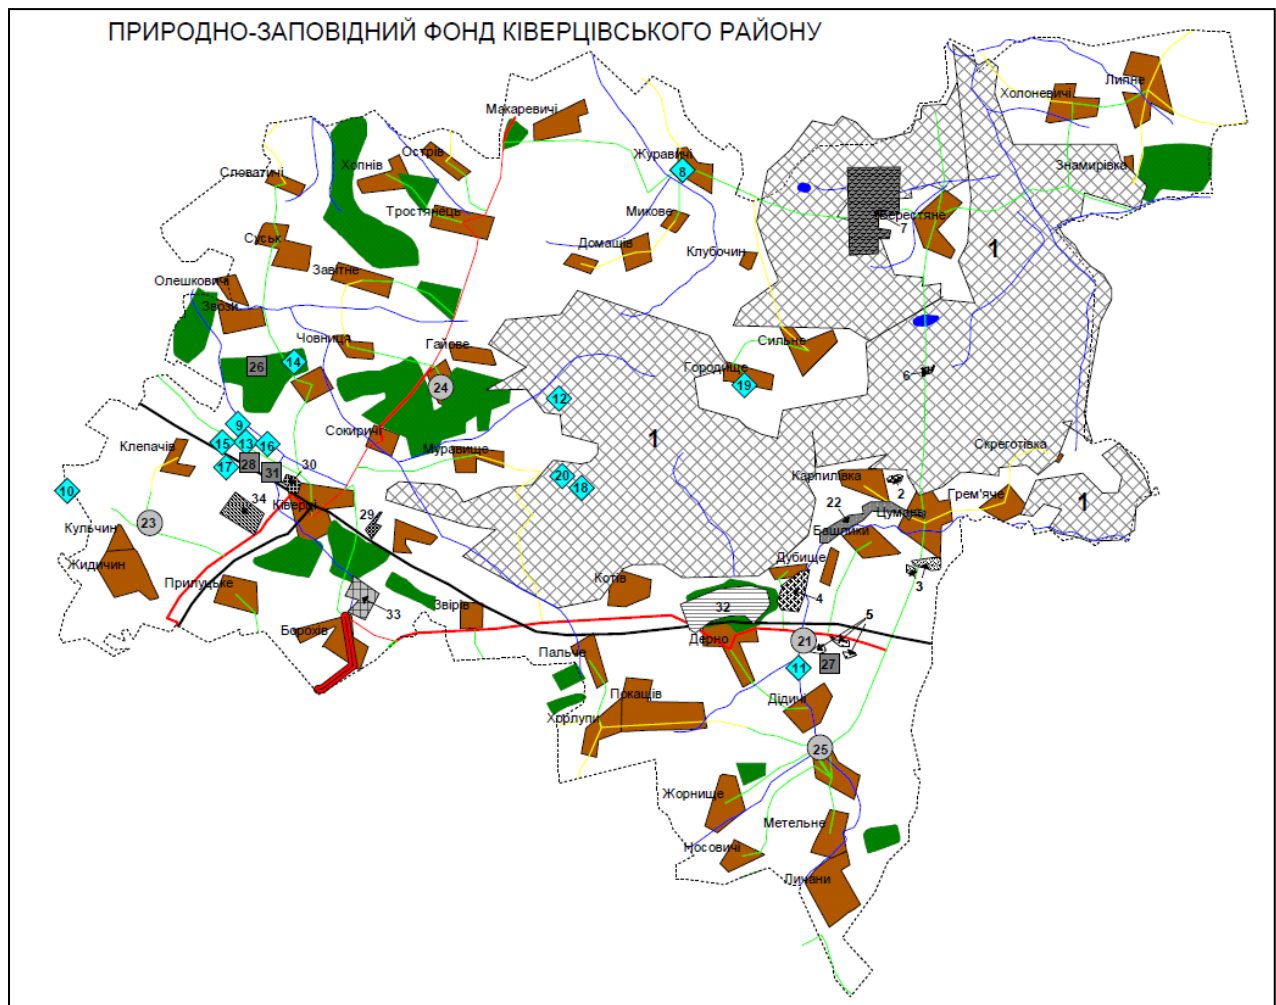 ПРИРОДНО-ЗАПОВІДНИЙ ФОНД КІВЕРЦІВСЬКОГО РАЙОНУ
Липне
Холоневичі
Макаревичі
Острів
Журавичі
Хопнів
Знамирівка
Словатичі
8
Тростянець
Микове
Берестяне
7
Суськ
Домашів
Клубочин
1
Завітне
Олешковичі
Звози
Човниця
Гайове
Сильне
26
14
Городище
6
24
19
12
9
Сокиричі
1
15
13
16
Клепачів
Муравище
Скреготівка
17
28
31
30
20
18
Карпилівка
10
34
Ківерці
2
Грем'яче
1
22
Цумань
23
29
Кульчин
Башлики
Жидичин
Дубище
Прилуцьке
Котів
3
33
Звірів
32
4
5
Борохів
Дерно
21
Пальче
11
27
Покащів
Дідичі
Хорлупи
25
Жорнище
Метельне
Носовичі
Личани